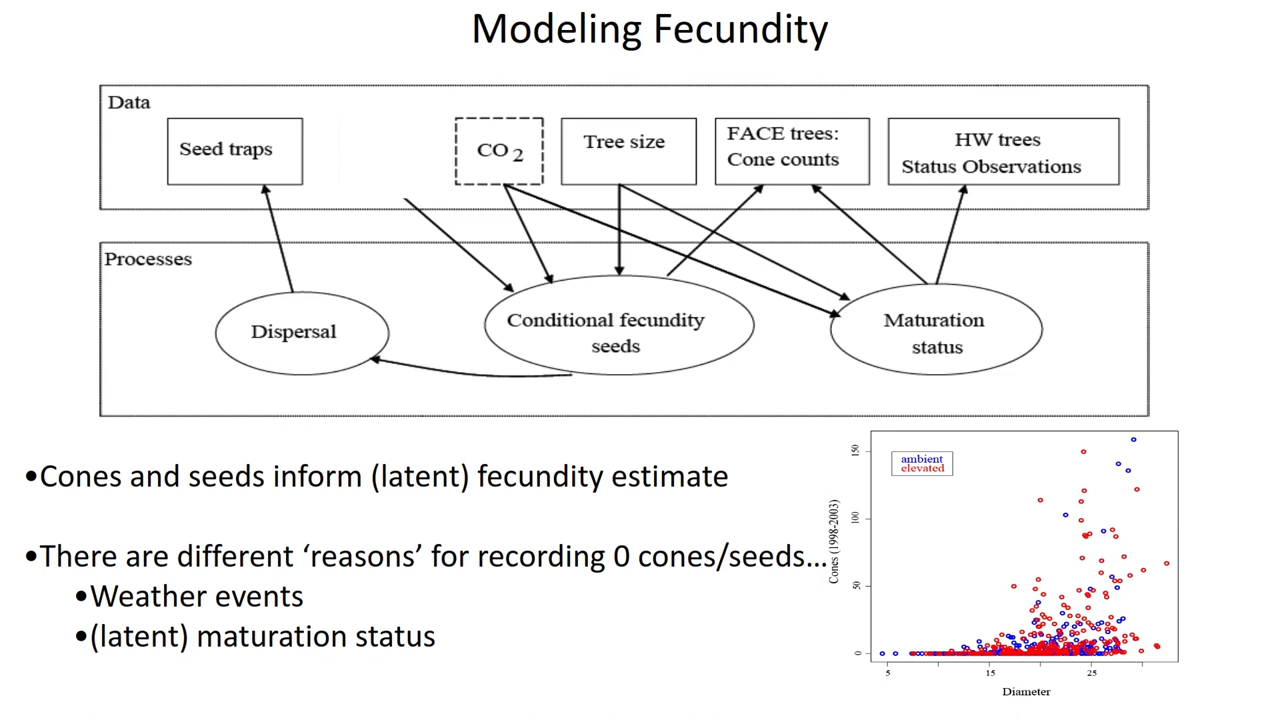 Modeling Fecundity
Data
Seed traps
CO 2
Tree size
FACE trees:
Cone counts
HW trees
Status Observations
Processes
Dispersal
Conditional fecundity
seeds
Maturation
status
•Cones and seeds inform (latent) fecundity estimate
•There are different ‘reasons’ for recording 0 cones/seeds…
•Weather events
•(latent) maturation status
ambient
elevated
Cones (1998-2003)
150
100
50
0
5
15
25
Diameter